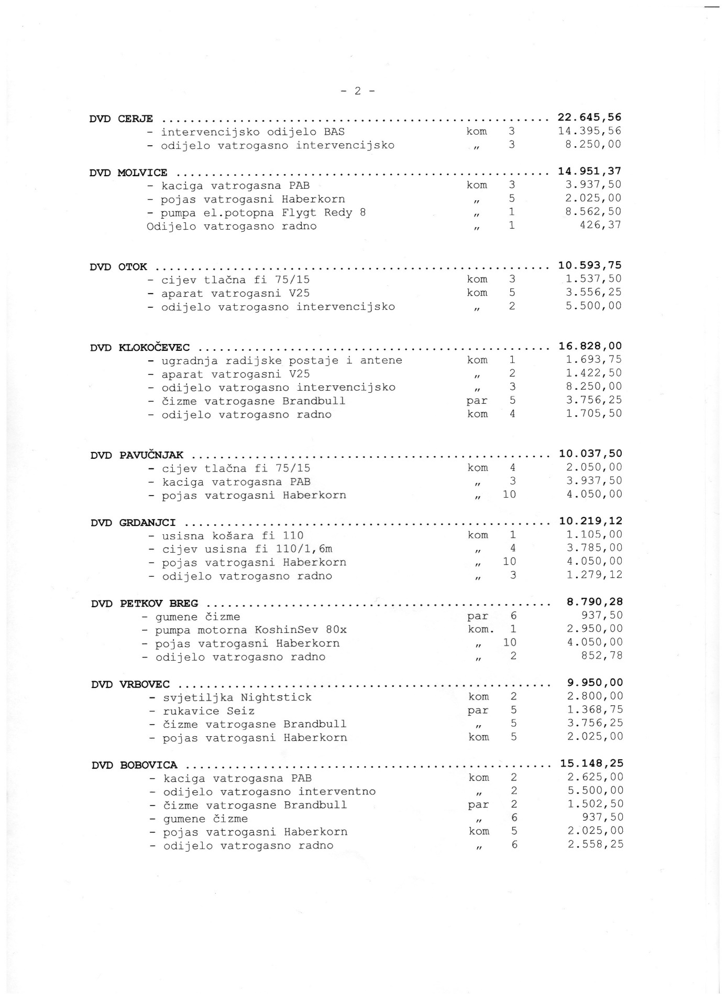 - 2 -
DVD CERJE ....................................................... 22.645,56
- intervencijsko odijelo BAS kom 3 14.395,56
- odijelo vatrogasno intervencijsko „ 3 8.250,00
DVD MOLVICE ..................................................... 14.951,37
- kaciga vatrogasna PAB kom 3 3.937,50
- pojas vatrogasni Haberkorn „ 5 2.025,00
- pumpa el.potopna Flygt Redy 8 „ 1 8.562,50
Odijelo vatrogasno radno „ 1 426,37
DVD OTOK ........................................................ 10.593,75
- cijev tlačna fi 75/15 kom 3 1.537,50
- aparat vatrogasni V25 kom 5 3.556,25
- odijelo vatrogasno intervencijsko „ 2 5.500,00
DVD KLOKOČEVEC .................................................. 16.828,00
- ugradnja radijske postaje i antene kom 1 1.693,75
- aparat vatrogasni V25 „ 2 1.422,50
- odijelo vatrogasno intervencijsko „ 3 8.250,00
- čizme vatrogasne Brandbull par 5 3.756,25
- odijelo vatrogasno radno kom 4 1.705,50
DVD PAVUČNJAK ................................................... 10.037,50
- cijev tlačna fi 75/15 kom 4 2.050,00
- kaciga vatrogasna PAB „ 3 3.937,50
- pojas vatrogasni Haberkorn „ 10 4.050,00
DVD GRDANJCI .................................................... 10.219,12
- usisna košara fi 110 kom 1 1.105,00
- cijev usisna fi 110/1,6m „ 4 3.785,00
- pojas vatrogasni Haberkorn „ 10 4.050,00
- odijelo vatrogasno radno „ 3 1.279,12
DVD PETKOV BREG ................................................. 8.790,28
- gumene čizme par 6 937,50
- pumpa motorna KoshinSev 80x kom. 1 2.950,00
- pojas vatrogasni Haberkorn „ 10 4.050,00
- odijelo vatrogasno radno „ 2 852,78
DVD VRBOVEC ..................................................... 9.950,00
- svjetiljka Nightstick kom 2 2.800,00
- rukavice Seiz par 5 1.368,75
- čizme vatrogasne Brandbull „ 5 3.756,25
- pojas vatrogasni Haberkorn kom 5 2.025,00
DVD BOBOVICA .................................................... 15.148,25
- kaciga vatrogasna PAB kom 2 2.625,00
- odijelo vatrogasno interventno „ 2 5.500,00
- čizme vatrogasne Brandbull par 2 1.502,50
- gumene čizme „ 6 937,50
- pojas vatrogasni Haberkorn kom 5 2.025,00
- odijelo vatrogasno radno „ 6 2.558,25